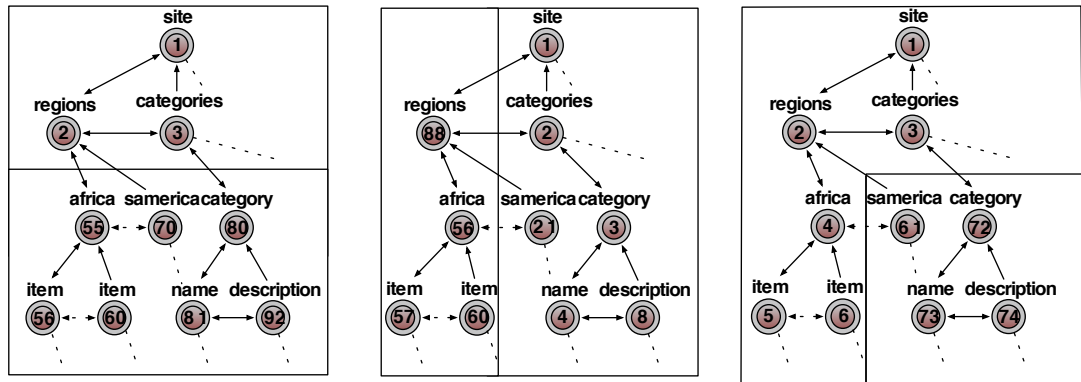 site
1
regions categories
2 3
africa samerica category
55 70 80
item item name description
56 60 81 92
site
1
regions categories
88 2
africa samerica category
56 21 3
item item name description
57 60 4 8
site
1
regions categories
2 3
africa samerica category
4 61 72
item item name description
5 6 73 74